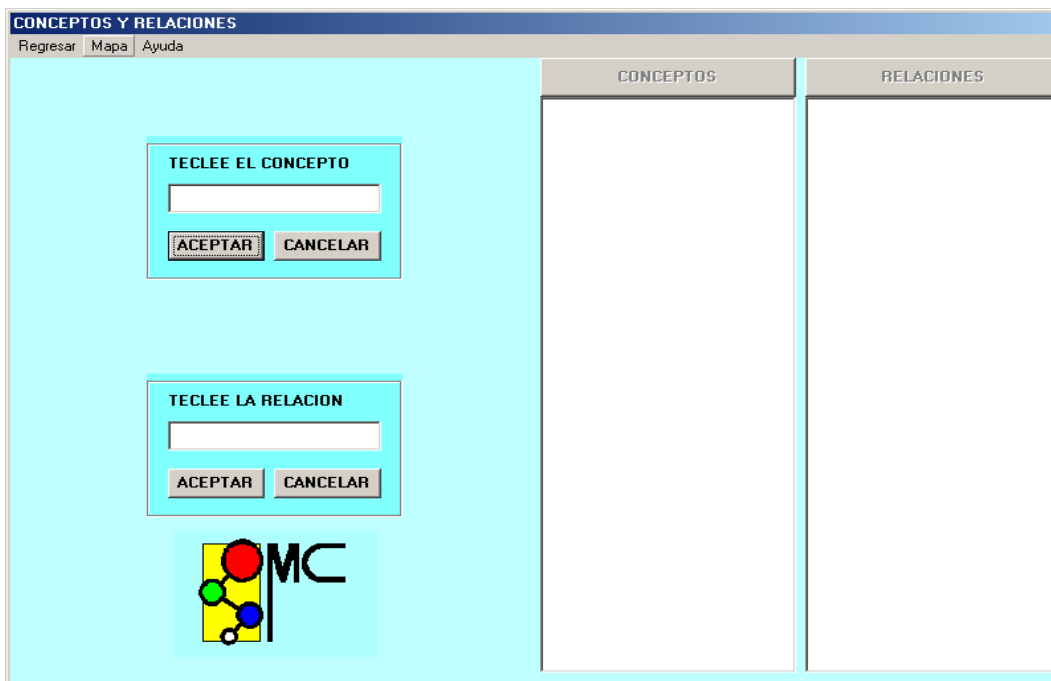 CONCEPTOS Y RELACIONES
Regresar Mapa Ayuda
CONCEPTOS RELACIONES
TECLEE EL CONCEPTO
ACEPTAR CANCELAR
TECLEE LA RELACION
ACEPTAR CANCELAR
MC